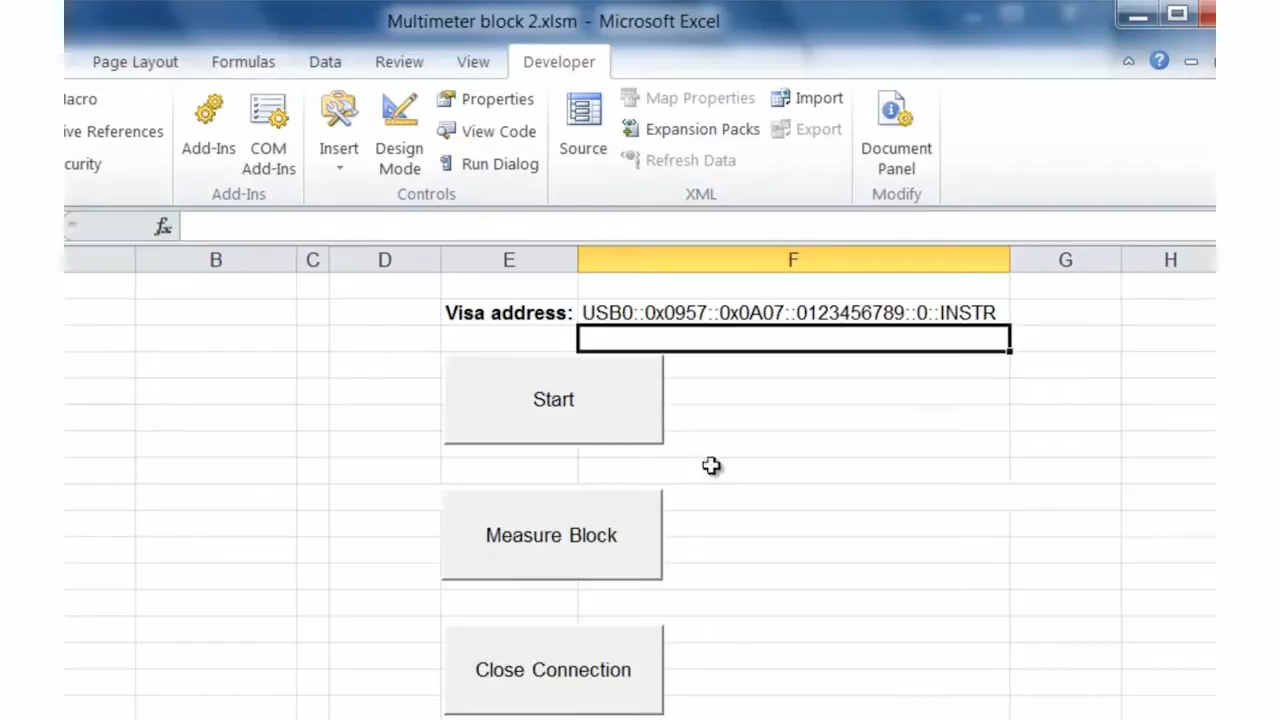 Multimeter block 2.xlsm - Microsoft Excel
Page Layout Formulas Data Review View Developer
Properties Map Properties Import
View Code Expansion Packs Export
ive References
Add-Ins COM Add-Ins Insert Design Mode Source Document Panel
curity Run Dialog Refresh Data
Add-Ins Controls XML Modify
fx
B C D E F G H
Visa address: USB0::0x0957::0x0A07::0123456789::0::INSTR
Start
Measure Block
Close Connection